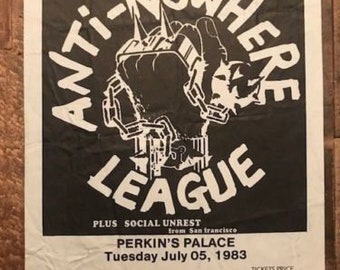 ANTI-NOWHERE
LEAGUE
PLUS SOCIAL UNREST
from San francisco
PERKIN'S PALACE
Tuesday July 05, 1983
TICKETS PRICE